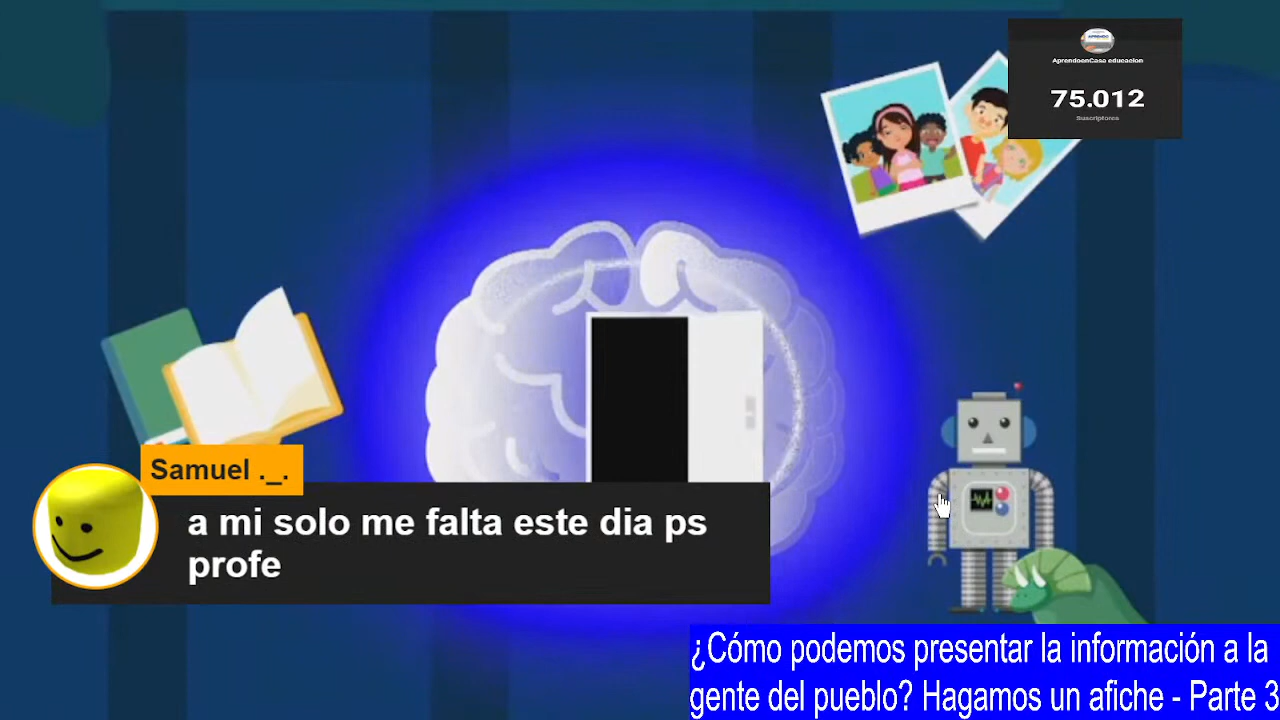 AprendoenCasa educacion
75.012
Suscriptores
Samuel ._.
a mi solo me falta este dia ps
profe
¿Cómo podemos presentar la información a la
gente del pueblo? Hagamos un afiche - Parte 3